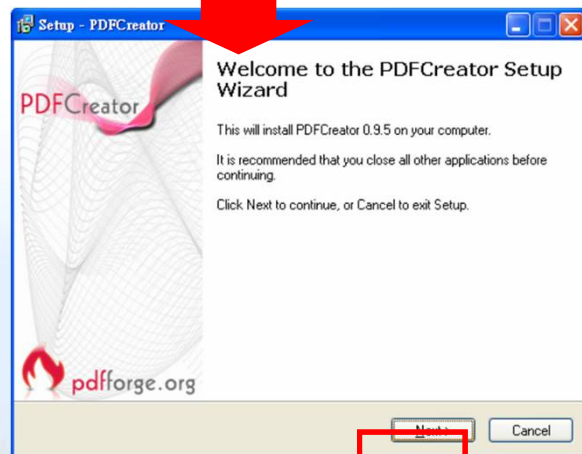 Setup - PDFCreator
PDFCreator
Welcome to the PDFCreator Setup
Wizard
This will install PDFCreator 0.9.5 on your computer.
It is recommended that you close all other applications before
continuing.
Click Next to continue, or Cancel to exit Setup.
pdfforge.org
Next >
Cancel